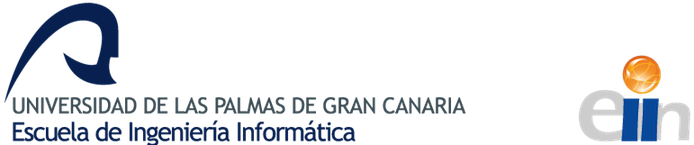 UNIVERSIDAD DE LAS PALMAS DE GRAN CANARIA
Escuela de Ingeniería Informática
eiin